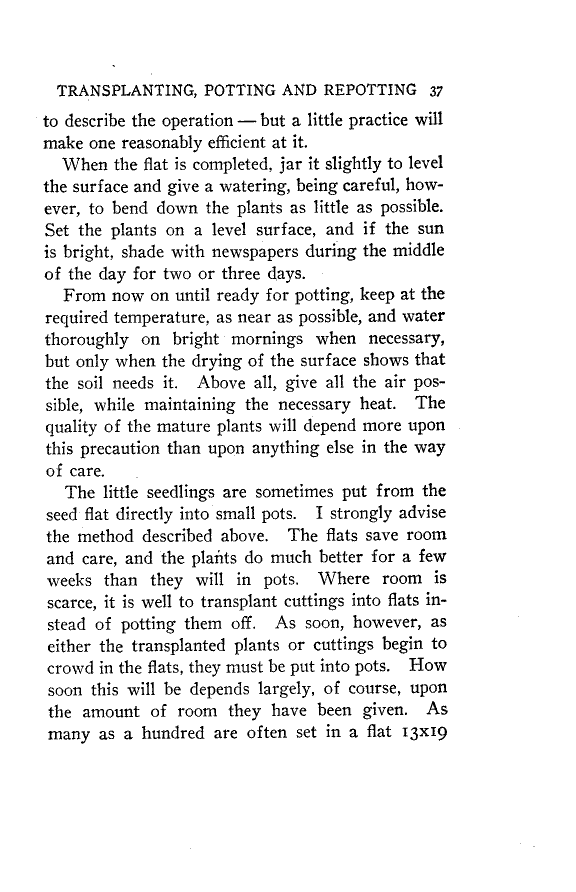 TRANSPLANTING, POTTING AND REPOTTING 37
to describe the operation — but a little practice will
make one reasonably efficient at it.
When the flat is completed, jar it slightly to level
the surface and give a watering, being careful, how-
ever, to bend down the plants as little as possible.
Set the plants on a level surface, and if the sun
is bright, shade with newspapers during the middle
of the day for two or three days.
From now on until ready for potting, keep at the
required temperature, as near as possible, and water
thoroughly on bright mornings when necessary,
but only when the drying of the surface shows that
the soil needs it. Above all, give all the air pos-
sible, while maintaining the necessary heat. The
quality of the mature plants will depend more upon
this precaution than upon anything else in the way
of care.
The little seedlings are sometimes put from the
seed flat directly into small pots. I strongly advise
the method described above. The flats save room
and care, and the plants do much better for a few
weeks than they will in pots. Where room is
scarce, it is well to transplant cuttings into flats in-
stead of potting them off. As soon, however, as
either the transplanted plants or cuttings begin to
crowd in the flats, they must be put into pots. How
soon this will be depends largely, of course, upon
the amount of room they have been given. As
many as a hundred are often set in a flat 13x19